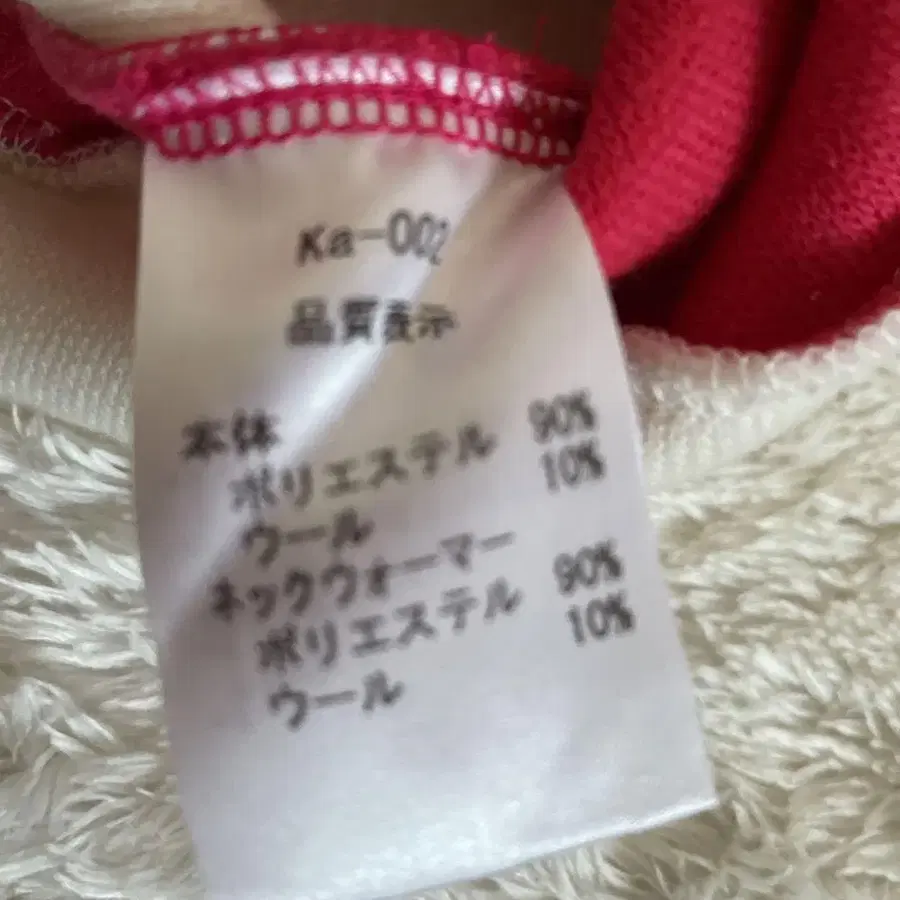 Ka-002
品質表示
本体
ポリエステル 90%
ウール 10%
ネックウォーマー
ポリエステル 90%
ウール 10%